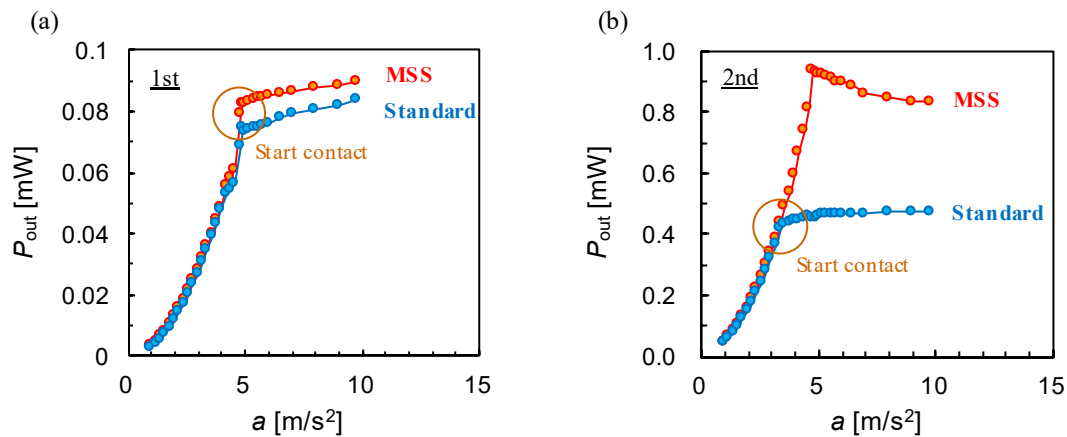 (a)
0.1
0.08
0.06
0.04
0.02
0
P_out [mW]
1st
MSS
Standard
Start contact
0 5 10 15
a [m/s²]
(b)
1.0
0.8
0.6
0.4
0.2
0.0
P_out [mW]
2nd
MSS
Standard
Start contact
0 5 10 15
a [m/s²]